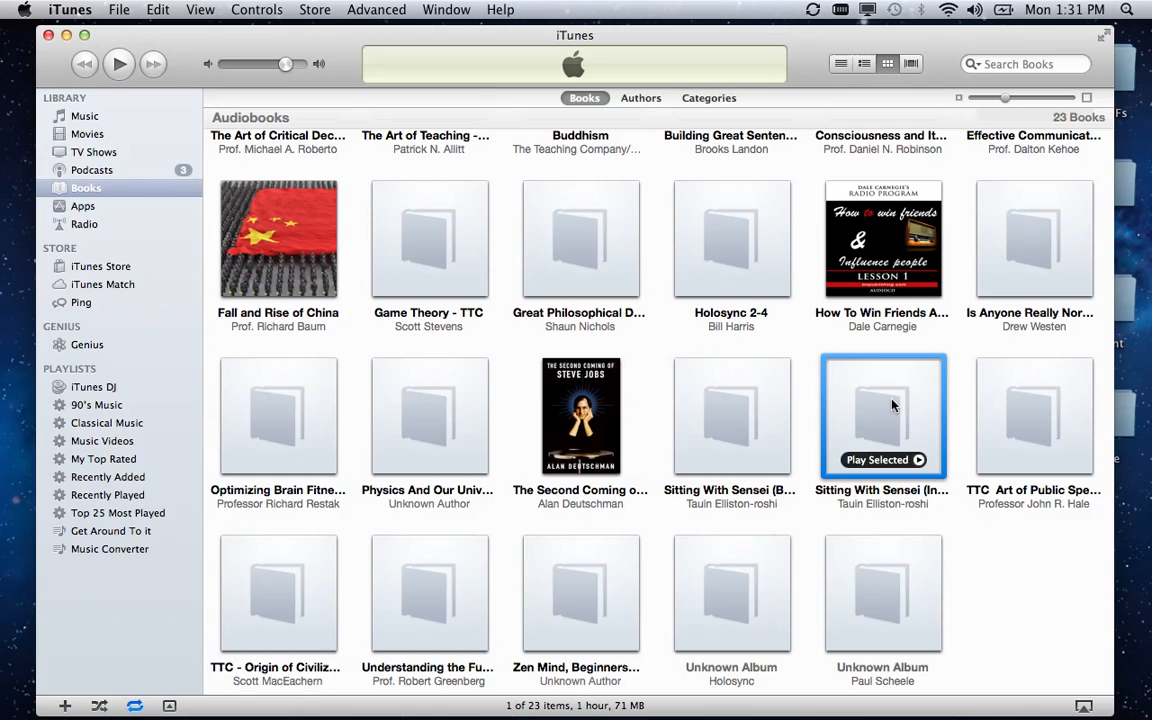 iTunes File Edit View Controls Store Advanced Window Help Mon 1:31 PM
iTunes
Search Books
LIBRARY
Music
Movies
TV Shows
Podcasts 3
Books
Apps
Radio
STORE
iTunes Store
iTunes Match
Ping
GENIUS
Genius
PLAYLISTS
iTunes DJ
90's Music
Classical Music
Music Videos
My Top Rated
Recently Added
Recently Played
Top 25 Most Played
Get Around To it
Music Converter
Books Authors Categories
Audiobooks 23 Books
The Art of Critical Dec... The Art of Teaching -... Buddhism Building Great Senten... Consciousness and It... Effective Communicat...
Prof. Michael A. Roberto Patrick N. Allitt The Teaching Company/... Brooks Landon Prof. Daniel N. Robinson Prof. Dalton Kehoe
DALE CARNEGIE'S
RADIO PROGRAM
How to win friends
&
Influence people
LESSON 1
AUDIOCD
Fall and Rise of China Game Theory - TTC Great Philosophical D... Holosync 2-4 How To Win Friends A... Is Anyone Really Nor...
Prof. Richard Baum Scott Stevens Shaun Nichols Bill Harris Dale Carnegie Drew Westen
THE SECOND COMING OF
STEVE JOBS
ALAN DEUTSCHMAN
Play Selected
Optimizing Brain Fitne... Physics And Our Univ... The Second Coming o... Sitting With Sensei (B... Sitting With Sensei (In... TTC Art of Public Spe...
Professor Richard Restak Unknown Author Alan Deutschman Tauin Elliston-roshi Tauin Elliston-roshi Professor John R. Hale
TTC - Origin of Civiliz... Understanding the Fu... Zen Mind, Beginners... Unknown Album Unknown Album
Scott MacEachern Prof. Robert Greenberg Unknown Author Holosync Paul Scheele
1 of 23 items, 1 hour, 71 MB